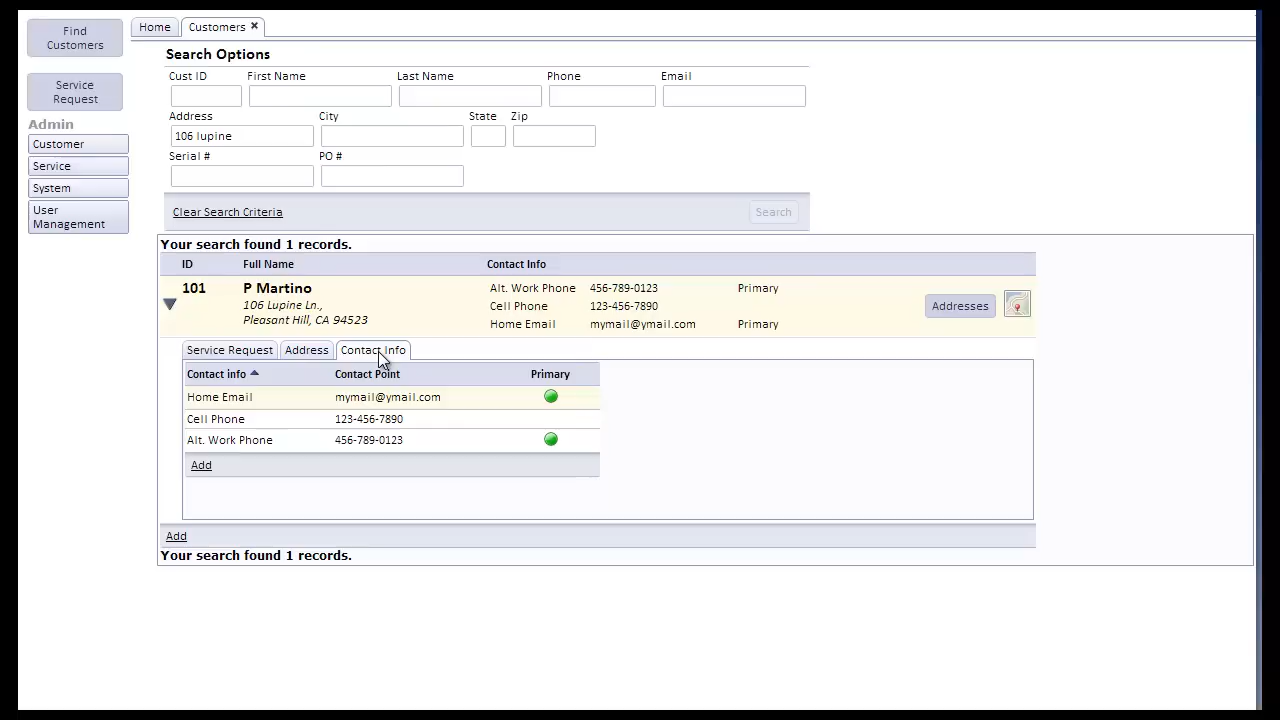 Find
Customers
Home
Customers ✖
Service
Request
Admin
Customer
Service
System
User
Management
Search Options
Cust ID First Name Last Name Phone Email
Address City State Zip
106 lupine
Serial # PO #
Clear Search Criteria Search
Your search found 1 records.
ID Full Name Contact Info
101 P Martino Alt. Work Phone 456-789-0123 Primary
106 Lupine Ln., Cell Phone 123-456-7890 Addresses
Pleasant Hill, CA 94523 Home Email mymail@ymail.com Primary
Service Request Address Contact Info
Contact info Contact Point Primary
Home Email mymail@ymail.com
Cell Phone 123-456-7890
Alt. Work Phone 456-789-0123
Add
Add
Your search found 1 records.